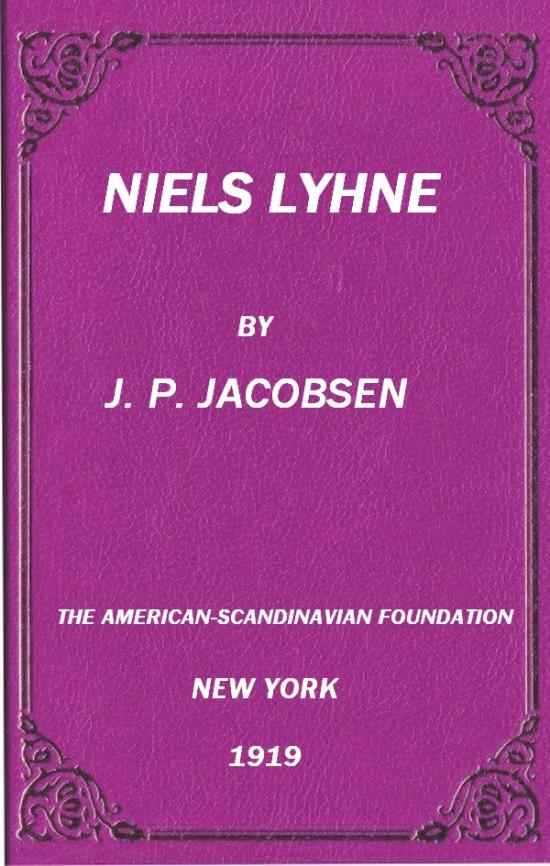 NIELS LYHNE
BY
J. P. JACOBSEN
THE AMERICAN-SCANDINAVIAN FOUNDATION
NEW YORK
1919